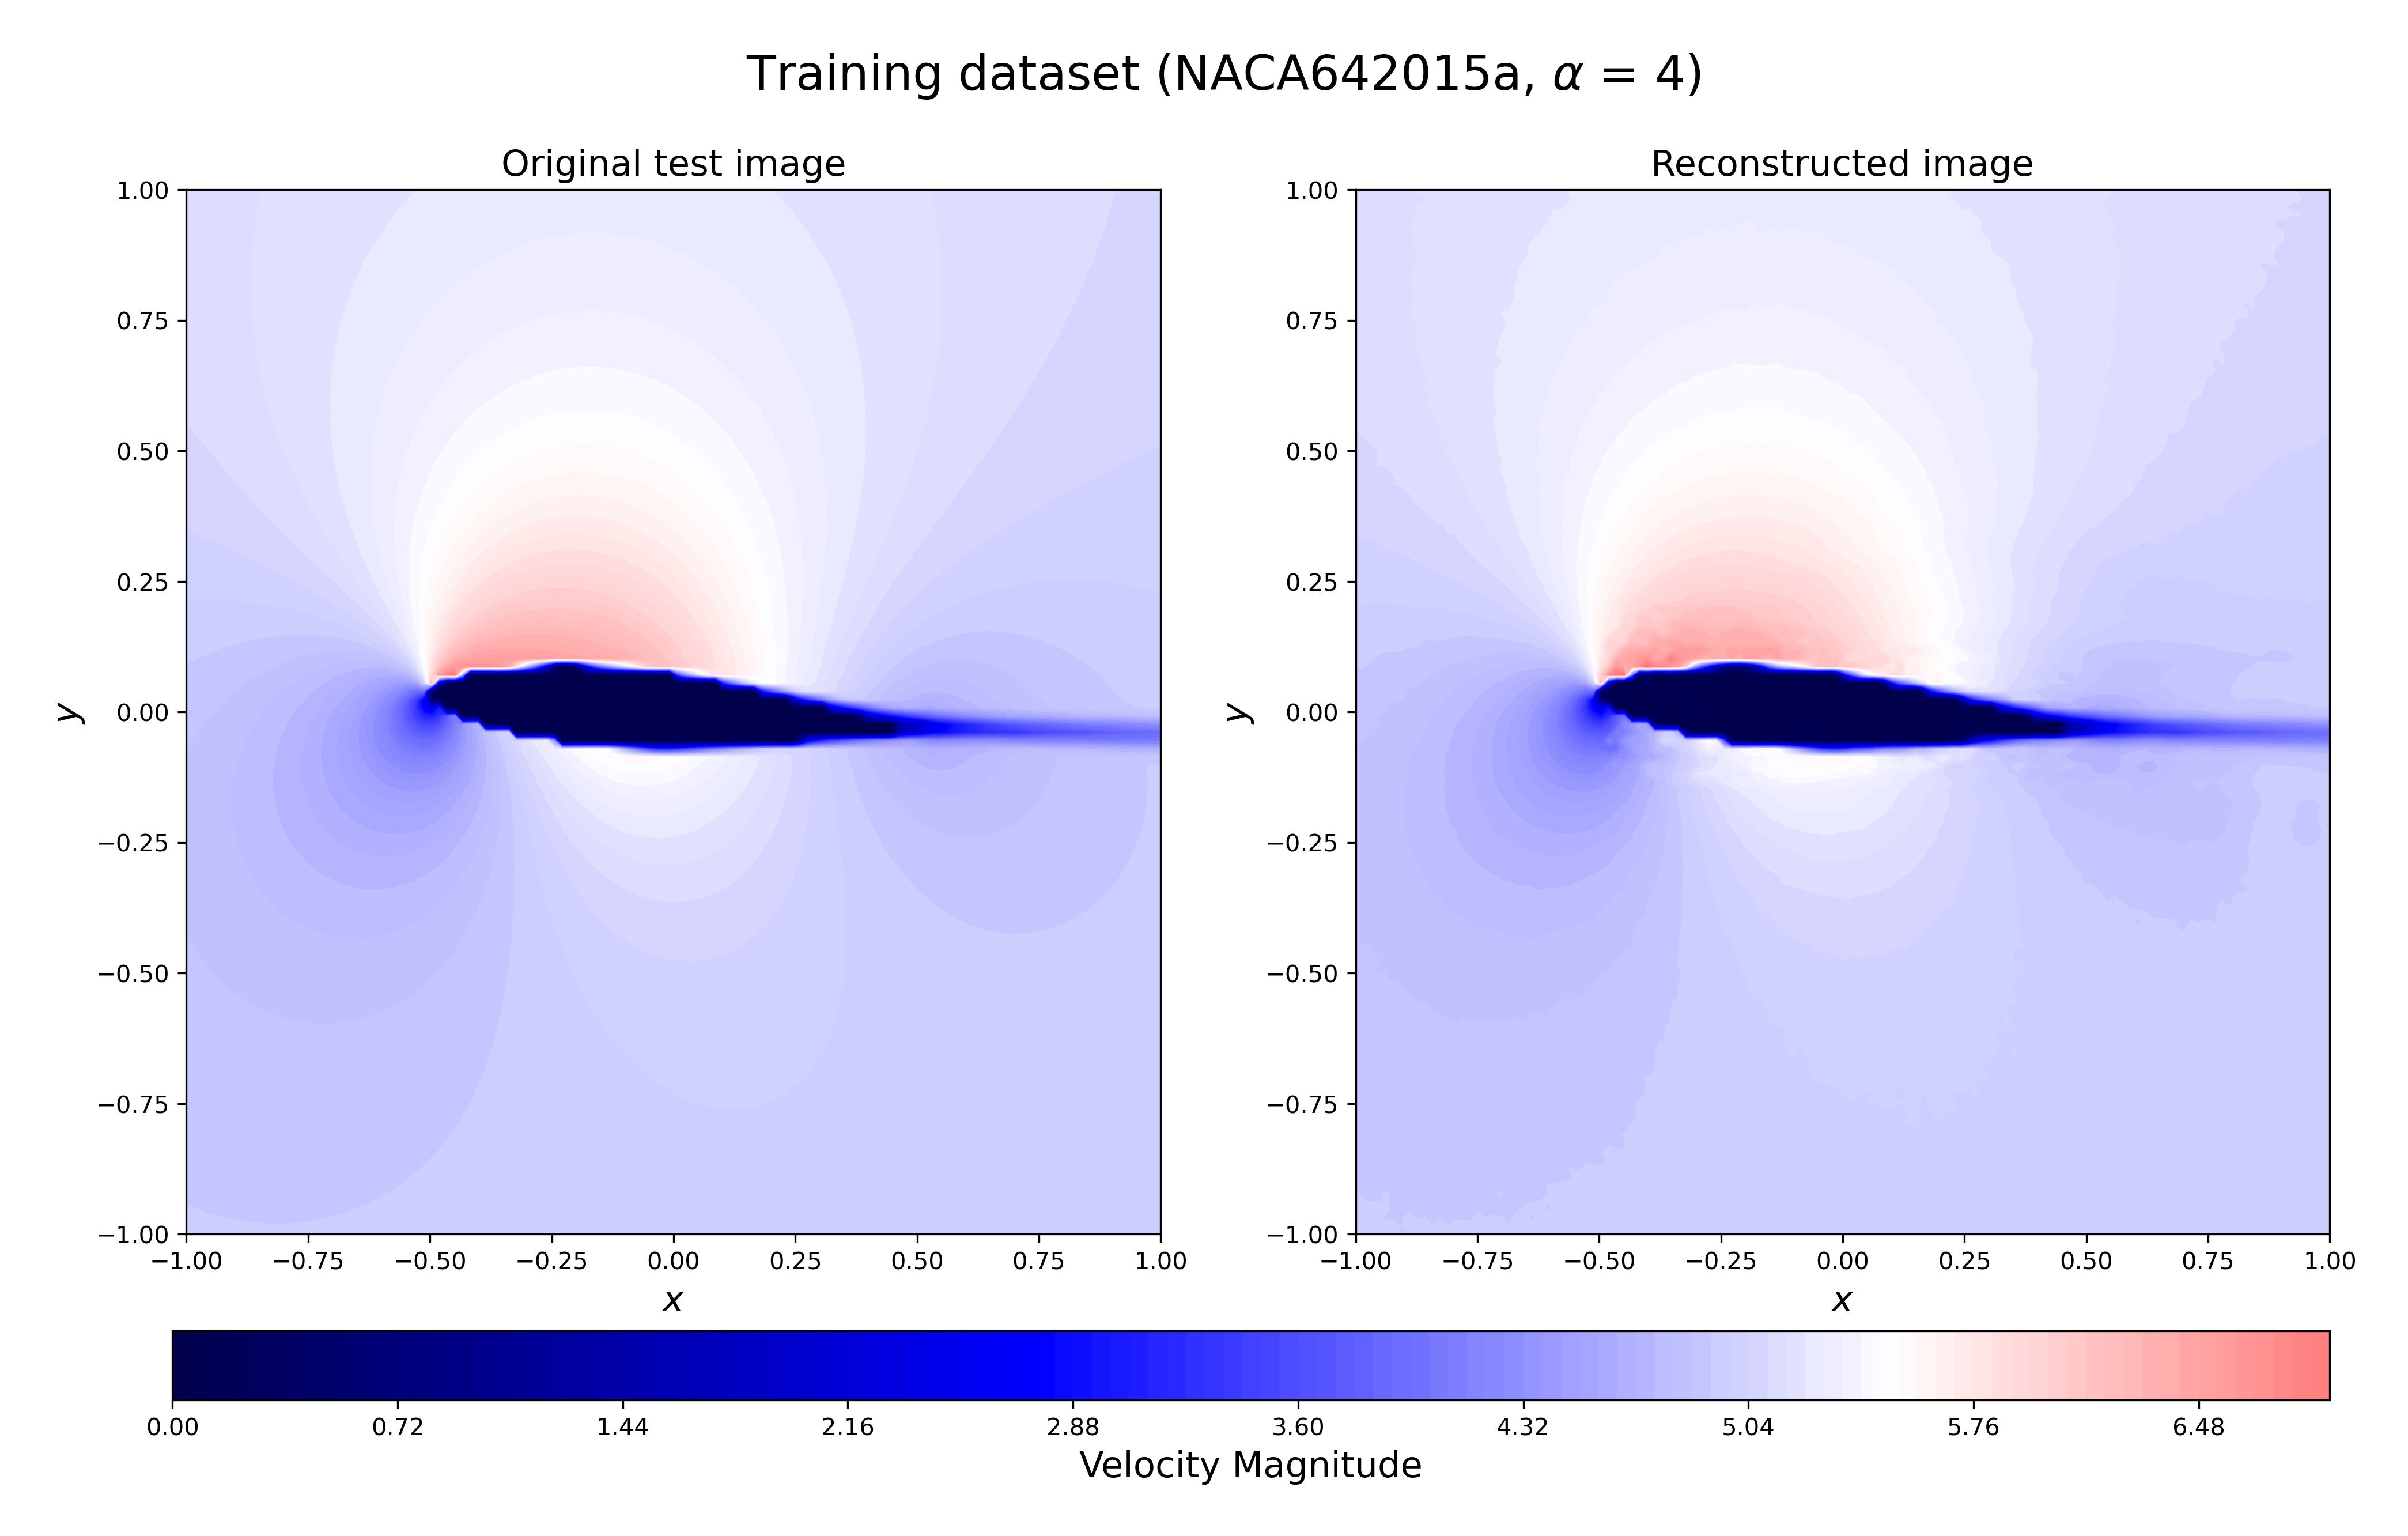 Training dataset (NACA642015a, α = 4)
Original test image
1.00
0.75
0.50
0.25
0.00
−0.25
−0.50
−0.75
−1.00
y
−1.00 −0.75 −0.50 −0.25 0.00 0.25 0.50 0.75 1.00
x
Reconstructed image
1.00
0.75
0.50
0.25
0.00
−0.25
−0.50
−0.75
−1.00
y
−1.00 −0.75 −0.50 −0.25 0.00 0.25 0.50 0.75 1.00
x
0.00 0.72 1.44 2.16 2.88 3.60 4.32 5.04 5.76 6.48
Velocity Magnitude